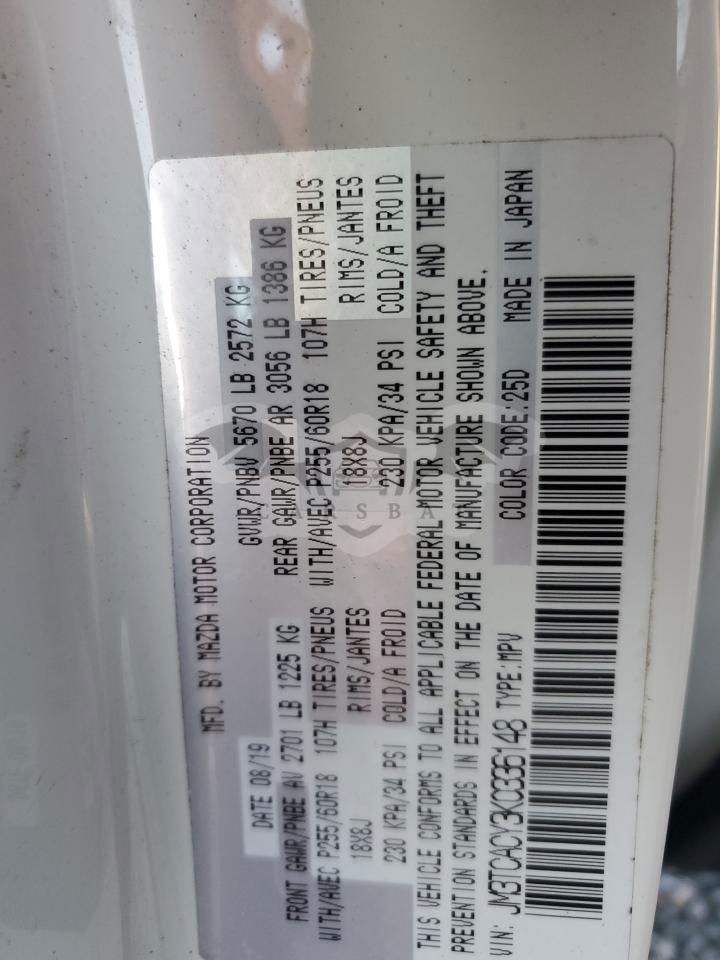 MFD. BY MAZDA MOTOR CORPORATION
DATE 08/19 GVWR/PNBV 5670 LB 2572 KG
FRONT GAWR/PNBE AV 2701 LB 1225 KG REAR GAWR/PNBE AR 3056 LB 1386 KG
WITH/AVEC P255/60R18 107H TIRES/PNEUS WITH/AVEC P255/60R18 107H TIRES/PNEUS
18X8J RIMS/JANTES 18X8J RIMS/JANTES
230 KPA/34 PSI COLD/A FROID 230 KPA/34 PSI COLD/A FROID
THIS VEHICLE CONFORMS TO ALL APPLICABLE FEDERAL MOTOR VEHICLE SAFETY AND THEFT
PREVENTION STANDARDS IN EFFECT ON THE DATE OF MANUFACTURE SHOWN ABOVE.
VIN: JM3TCACY3K0336148 TYPE:MPV COLOR CODE:25D MADE IN JAPAN